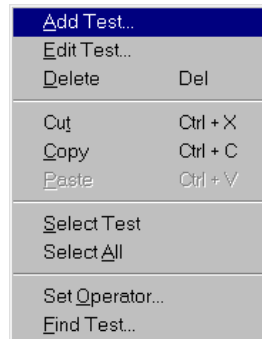 Add Test...
Edit Test...
Delete Del
Cut Ctrl + X
Copy Ctrl + C
Paste Ctrl + V
Select Test
Select All
Set Operator...
Find Test...